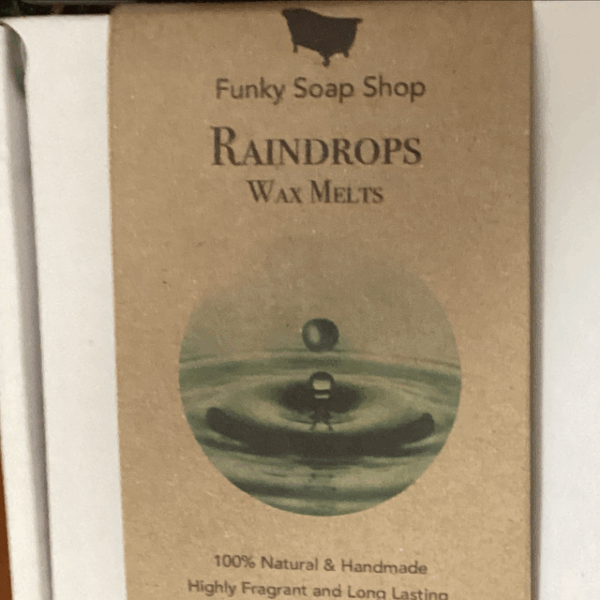 Funky Soap Shop
RAINDROPS
WAX MELTS
100% Natural & Handmade
Highly Fragrant and Long Lasting